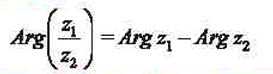 Arg(z₁/z₂) = Arg z₁ − Arg z₂